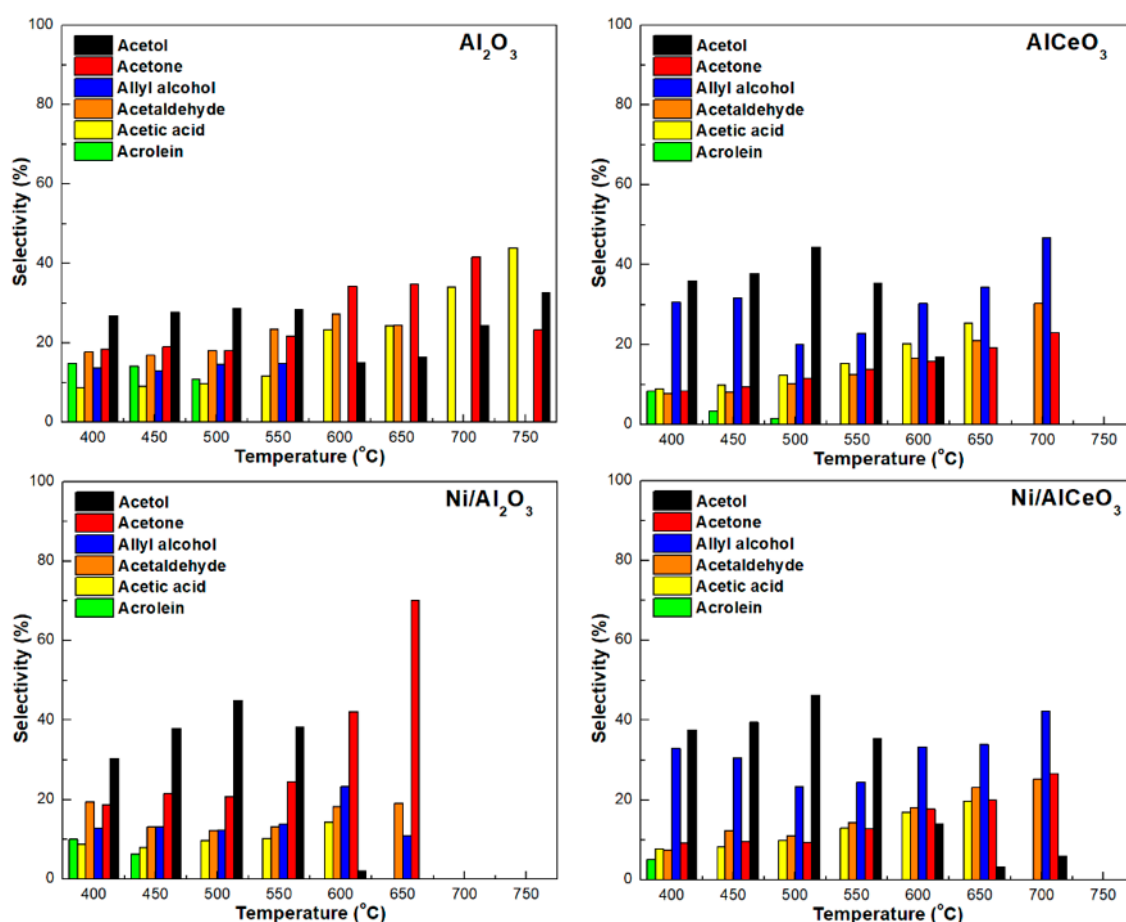 Al₂O₃
Acetol
Acetone
Allyl alcohol
Acetaldehyde
Acetic acid
Acrolein
Selectivity (%)
100
80
60
40
20
0
400 450 500 550 600 650 700 750
Temperature (°C)
AlCeO₃
Acetol
Acetone
Allyl alcohol
Acetaldehyde
Acetic acid
Acrolein
Selectivity (%)
100
80
60
40
20
0
400 450 500 550 600 650 700 750
Temperature (°C)
Ni/Al₂O₃
Acetol
Acetone
Allyl alcohol
Acetaldehyde
Acetic acid
Acrolein
Selectivity (%)
100
80
60
40
20
0
400 450 500 550 600 650 700 750
Temperature (°C)
Ni/AlCeO₃
Acetol
Acetone
Allyl alcohol
Acetaldehyde
Acetic acid
Acrolein
Selectivity (%)
100
80
60
40
20
0
400 450 500 550 600 650 700 750
Temperature (°C)